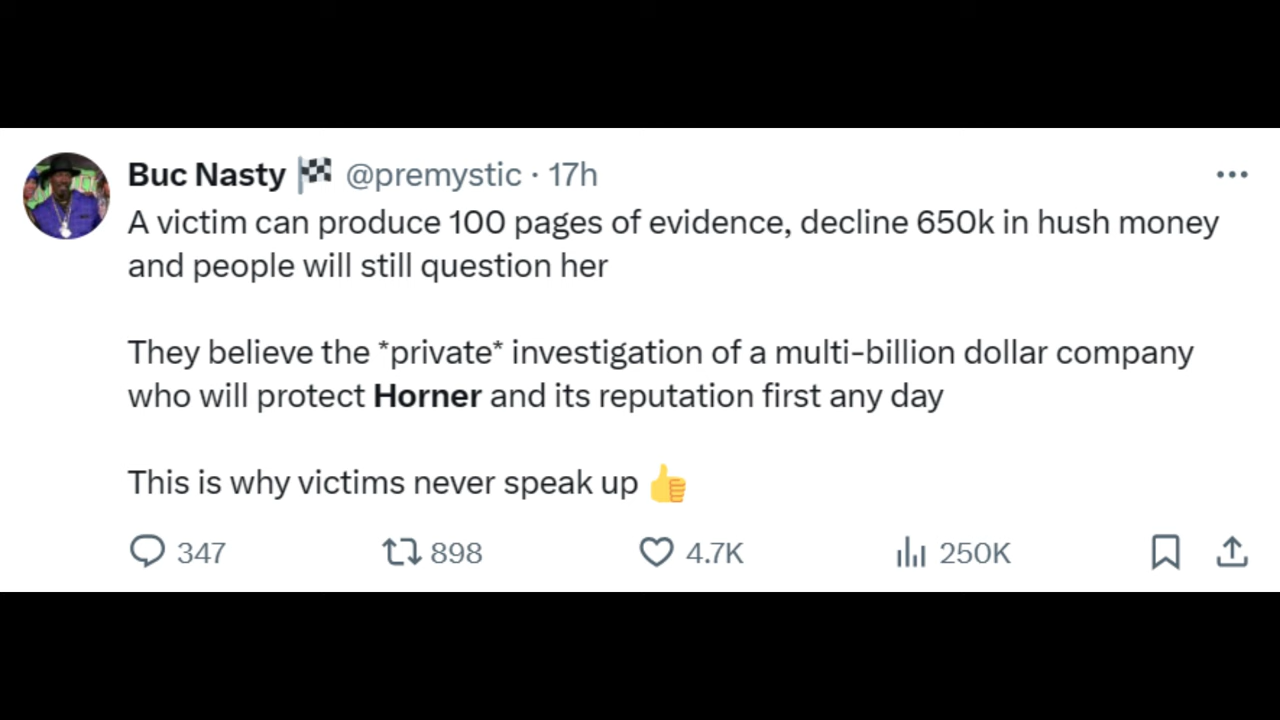 Buc Nasty 🏁 @premystic · 17h
A victim can produce 100 pages of evidence, decline 650k in hush money
and people will still question her
They believe the *private* investigation of a multi-billion dollar company
who will protect Horner and its reputation first any day
This is why victims never speak up 👍
347 898 4.7K 250K